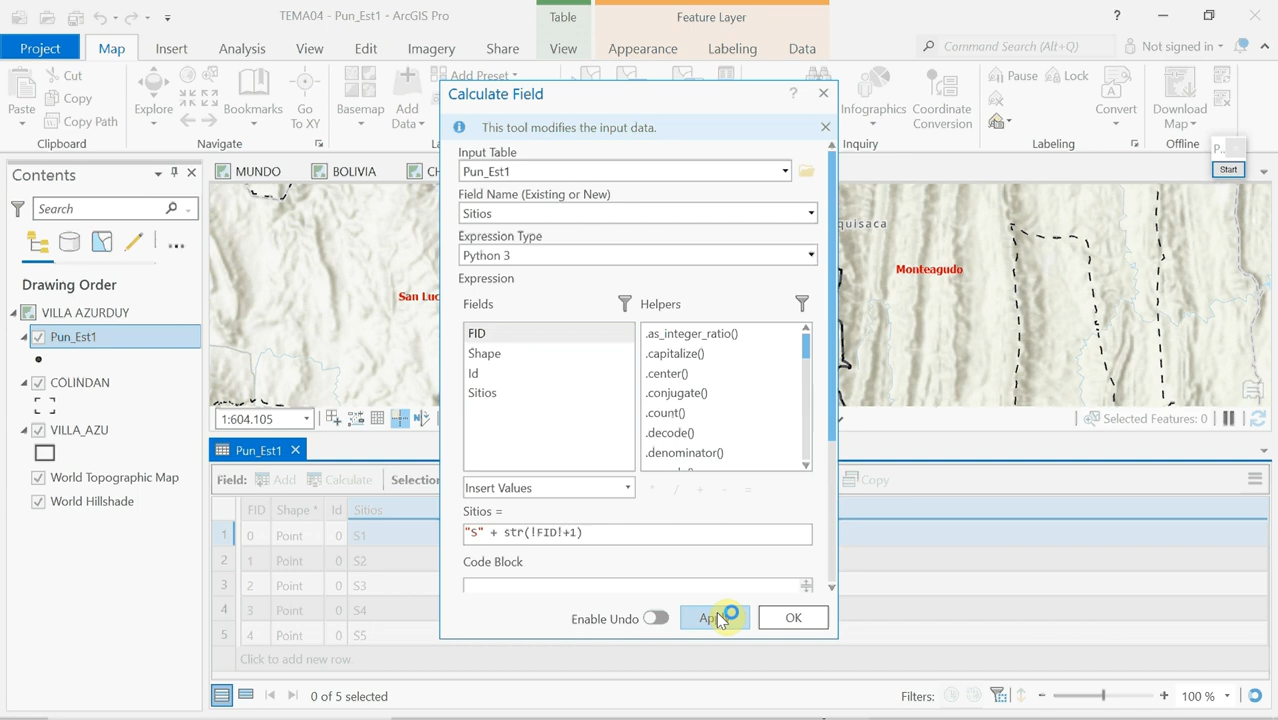 TEMA04 - Pun_Est1 - ArcGIS Pro
Table
Feature Layer
?
Project
Map
Insert
Analysis
View
Edit
Imagery
Share
View
Appearance
Labeling
Data
Command Search (Alt+Q)
Not signed in
Paste
Cut
Copy
Copy Path
Clipboard
Explore
Bookmarks
Go
To XY
Navigate
Basemap
Add
Data
Add Preset
Infographics
Coordinate
Conversion
Inquiry
Pause
Lock
Convert
Labeling
Download
Map
Offline
P...
Start
Contents
Search
Drawing Order
VILLA AZURDUY
Pun_Est1
COLINDAN
VILLA_AZU
World Topographic Map
World Hillshade
MUNDO
BOLIVIA
CH
San Luc
quisaca
Monteagudo
1:604.105
Selected Features: 0
Calculate Field
?
This tool modifies the input data.
Input Table
Pun_Est1
Field Name (Existing or New)
Sitios
Expression Type
Python 3
Expression
Fields
Helpers
FID
Shape
Id
Sitios
.as_integer_ratio()
.capitalize()
.center()
.conjugate()
.count()
.decode()
.denominator()
Insert Values
* / + - =
Sitios =
"S" + str(!FID!+1)
Code Block
Enable Undo
OK
Pun_Est1
Field:
Add
Calculate
Selection
Copy
FID Shape * Id Sitios
1 0 Point 0 S1
2 1 Point 0 S2
3 2 Point 0 S3
4 3 Point 0 S4
5 4 Point 0 S5
Click to add new row.
0 of 5 selected
Filters:
100 %